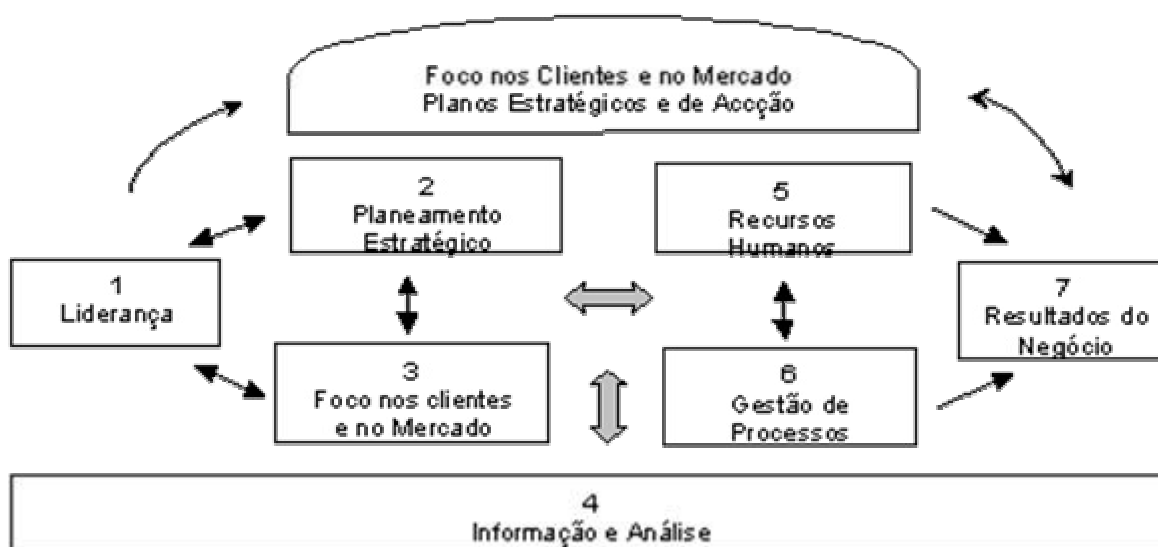 Foco nos Clientes e no Mercado
Planos Estratégicos e de Accção
2
Planeamento
Estratégico
5
Recursos
Humanos
1
Liderança
7
Resultados do
Negócio
3
Foco nos clientes
e no Mercado
6
Gestão de
Processos
4
Informação e Análise